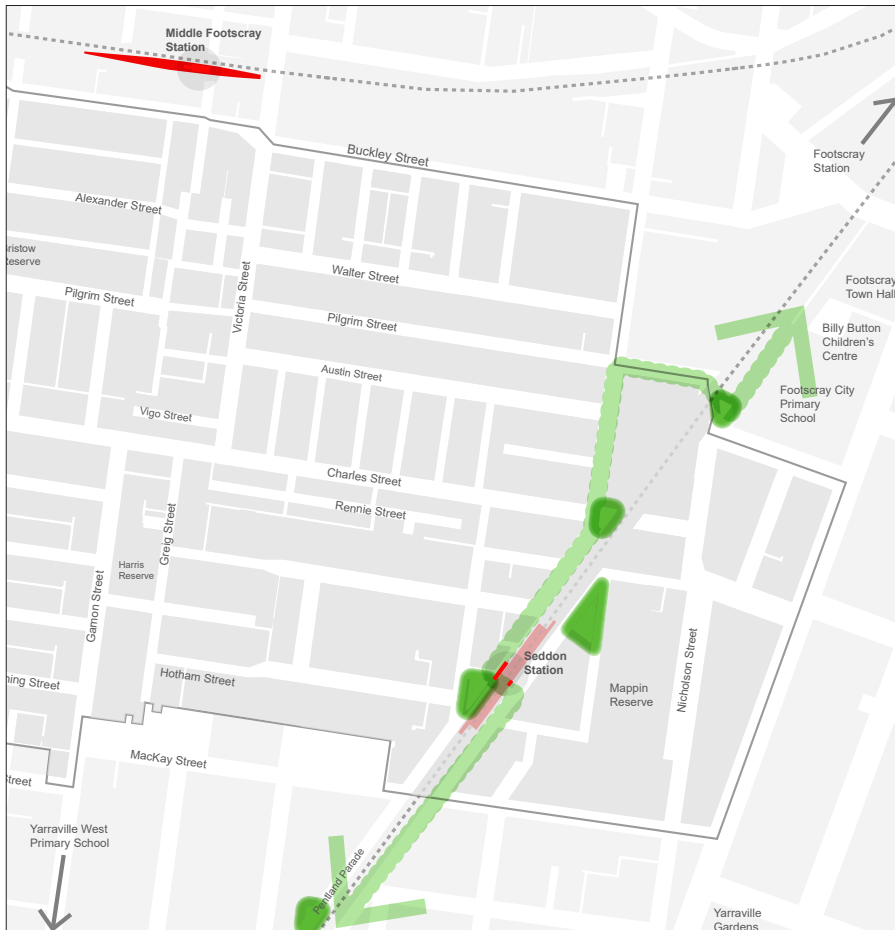 Middle Footscray
Station
Buckley Street
Footscray
Station
Alexander Street
Bristow
Reserve
Walter Street
Victoria Street
Pilgrim Street
Pilgrim Street
Footscray
Town Hall
Billy Button
Children's
Centre
Austin Street
Footscray City
Primary
School
Vigo Street
Charles Street
Rennie Street
Greig Street
Harris
Reserve
Gamon Street
Nicholson Street
Seddon
Station
Mappin
Reserve
Hotham Street
ning Street
MacKay Street
Street
Yarraville West
Primary School
Pentland Parade
Yarraville
Gardens